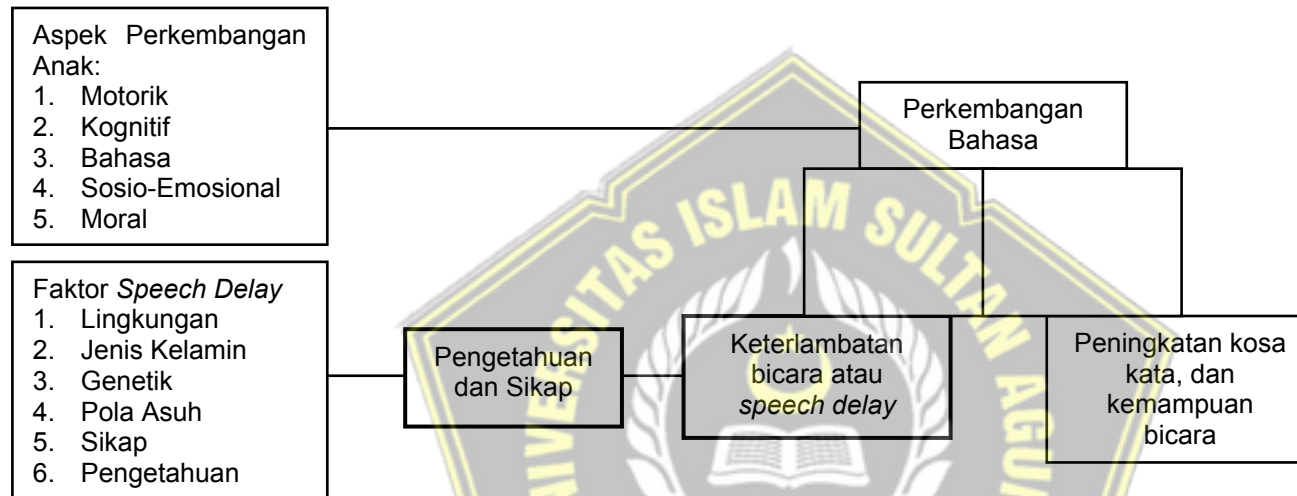 Aspek Perkembangan
Anak:
1. Motorik
2. Kognitif
3. Bahasa
4. Sosio-Emosional
5. Moral
Perkembangan
Bahasa
Faktor Speech Delay
1. Lingkungan
2. Jenis Kelamin
3. Genetik
4. Pola Asuh
5. Sikap
6. Pengetahuan
Pengetahuan
dan Sikap
Keterlambatan
bicara atau
speech delay
Peningkatan kosa
kata, dan
kemampuan
bicara
ISLAM SULTAN